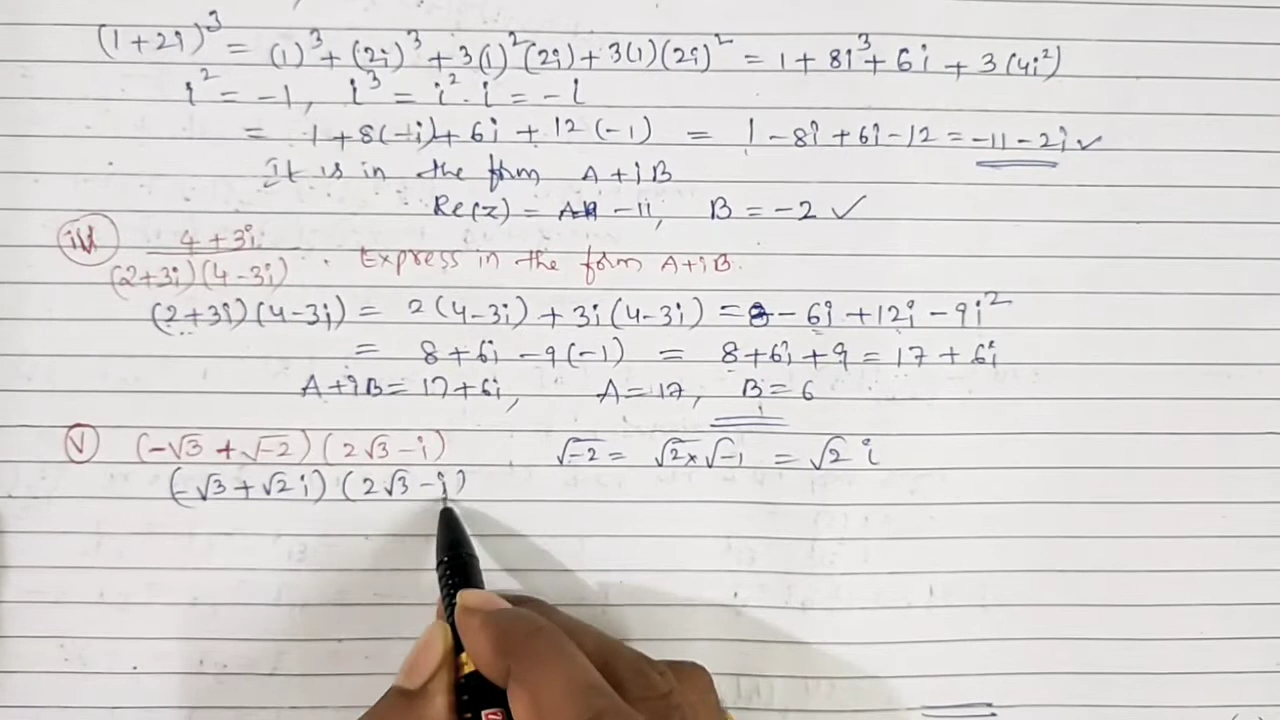 (1+2i)³ = (1)³ + (2i)³ + 3(1)²(2i) + 3(1)(2i)² = 1 + 8i³ + 6i + 3(4i²)
i² = -1, i³ = i².i = -i
= 1 + 8(-i) + 6i + 12(-1) = 1 - 8i + 6i - 12 = -11 - 2i ✓
It is in the form A + iB
Re(z) = A -11, B = -2 ✓
iv 4+3i / (2+3i)(4-3i) . Express in the form A+iB.
(2+3i)(4-3i) = 2(4-3i) + 3i(4-3i) = 8 - 6i + 12i - 9i²
= 8 + 6i - 9(-1) = 8 + 6i + 9 = 17 + 6i
A + iB = 17 + 6i, A = 17, B = 6
v (-√3 + √-2)(2√3 - i) √-2 = √2 × √-1 = √2 i
(-√3 + √2 i)(2√3 - i)